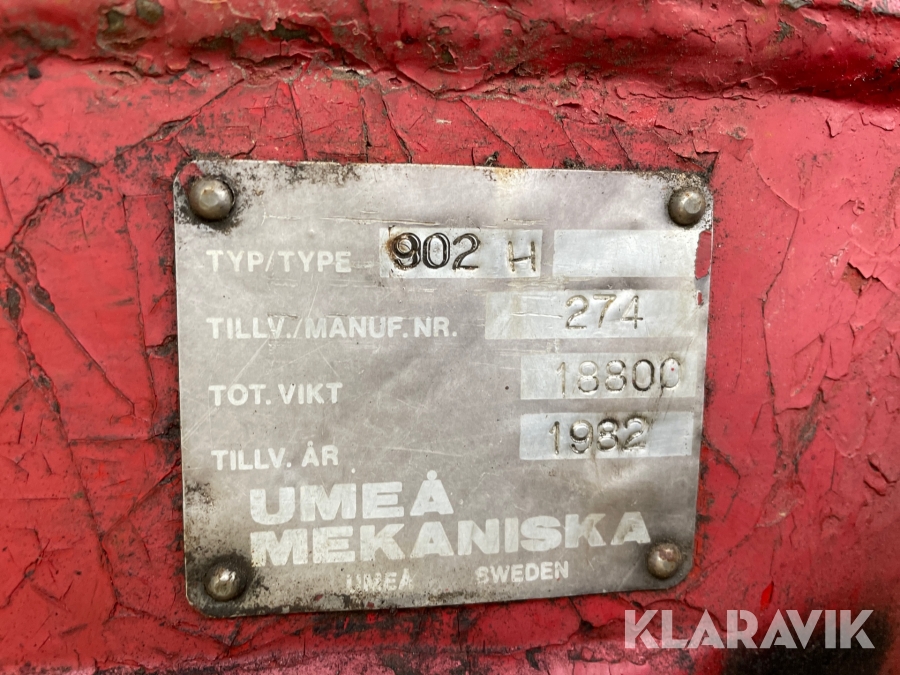 TYP/TYPE 902 H
TILLV./MANUF. NR. 274
TOT. VIKT 18800
TILLV. ÅR 1982
UMEÅ
MEKANISKA
UMEÅ SWEDEN
KLARAVIK